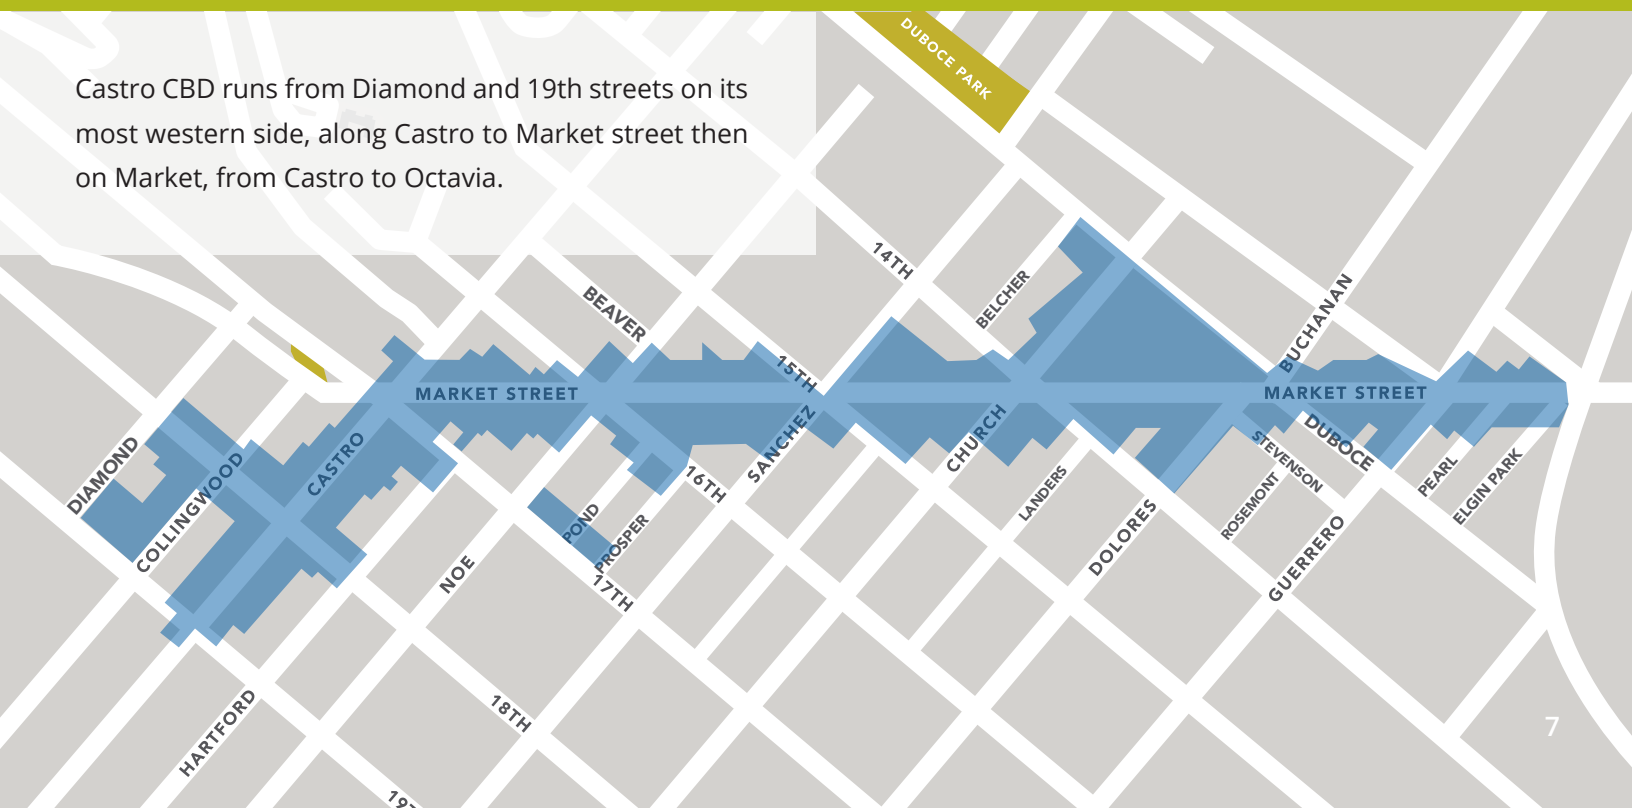 Castro CBD runs from Diamond and 19th streets on its
most western side, along Castro to Market street then
on Market, from Castro to Octavia.
DUBOCE PARK
14TH
BELCHER
BUCHANAN
BEAVER
15TH
MARKET STREET
MARKET STREET
SANCHEZ
CHURCH
DUBOCE
STEVENSON
DIAMOND
COLLINGWOOD
CASTRO
16TH
LANDERS
ROSEMONT
PEARL
ELGIN PARK
POND
PROSPER
DOLORES
GUERRERO
NOE
17TH
HARTFORD
18TH
7